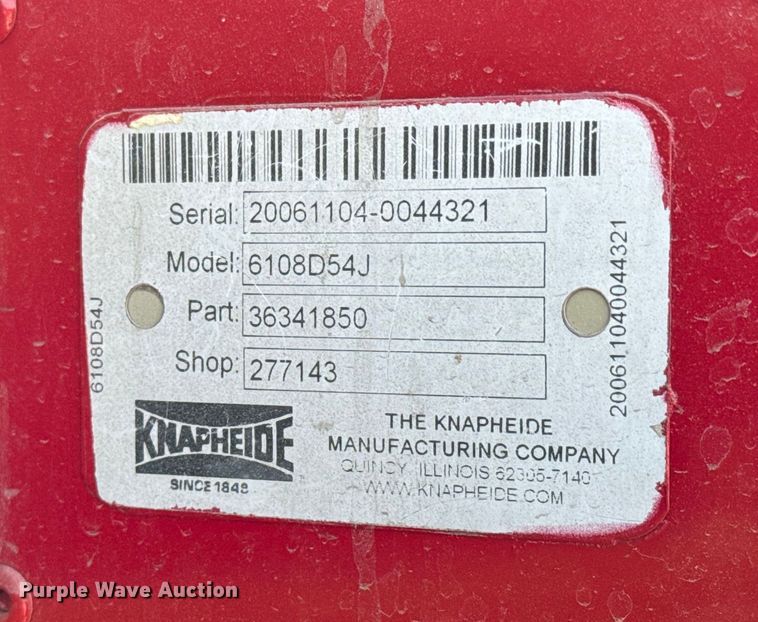 Serial: 20061104-0044321
Model: 6108D54J
Part: 36341850
Shop: 277143
6108D54J
200611040044321
KNAPHEIDE
SINCE 1848
THE KNAPHEIDE
MANUFACTURING COMPANY
QUINCY, ILLINOIS 62305-7140
WWW.KNAPHEIDE.COM
Purple Wave Auction